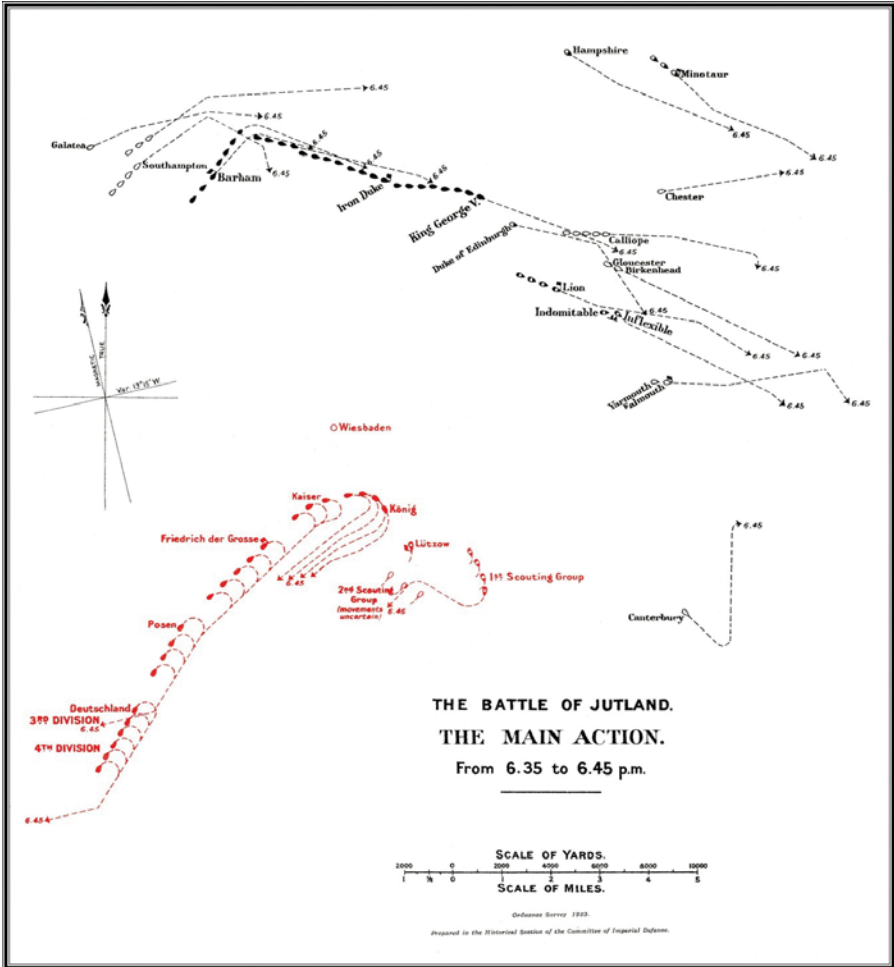 Hampshire
Minotaur
6.45
6.45
Galatea
6.45
6.45
6.45
6.45
6.45
6.45
6.45
Southampton
Barham
6.45
Iron Duke
King George V.
Chester
Duke of Edinburgh
Calliope
6.45
Gloucester
Birkenhead
6.45
Lion
Indomitable
Inflexible
6.45
6.45
6.45
Yarmouth
Falmouth
6.45
6.45
MAGNETIC
TRUE
Var 13°15'W
Wiesbaden
Kaiser
König
Friedrich der Grosse
Lützow
1st Scouting Group
6.45
2nd Scouting
Group
(movements
uncertain)
6.45
6.45
Canterbury
Posen
Deutschland
3RD DIVISION
6.45
4TH DIVISION
6.45
THE BATTLE OF JUTLAND.
THE MAIN ACTION.
From 6.35 to 6.45 p.m.
SCALE OF YARDS.
2000 0 2000 4000 6000 8000 10000
1 ½ 0 1 2 3 4 5
SCALE OF MILES.
Ordnance Survey 1923.
Prepared in the Historical Section of the Committee of Imperial Defence.